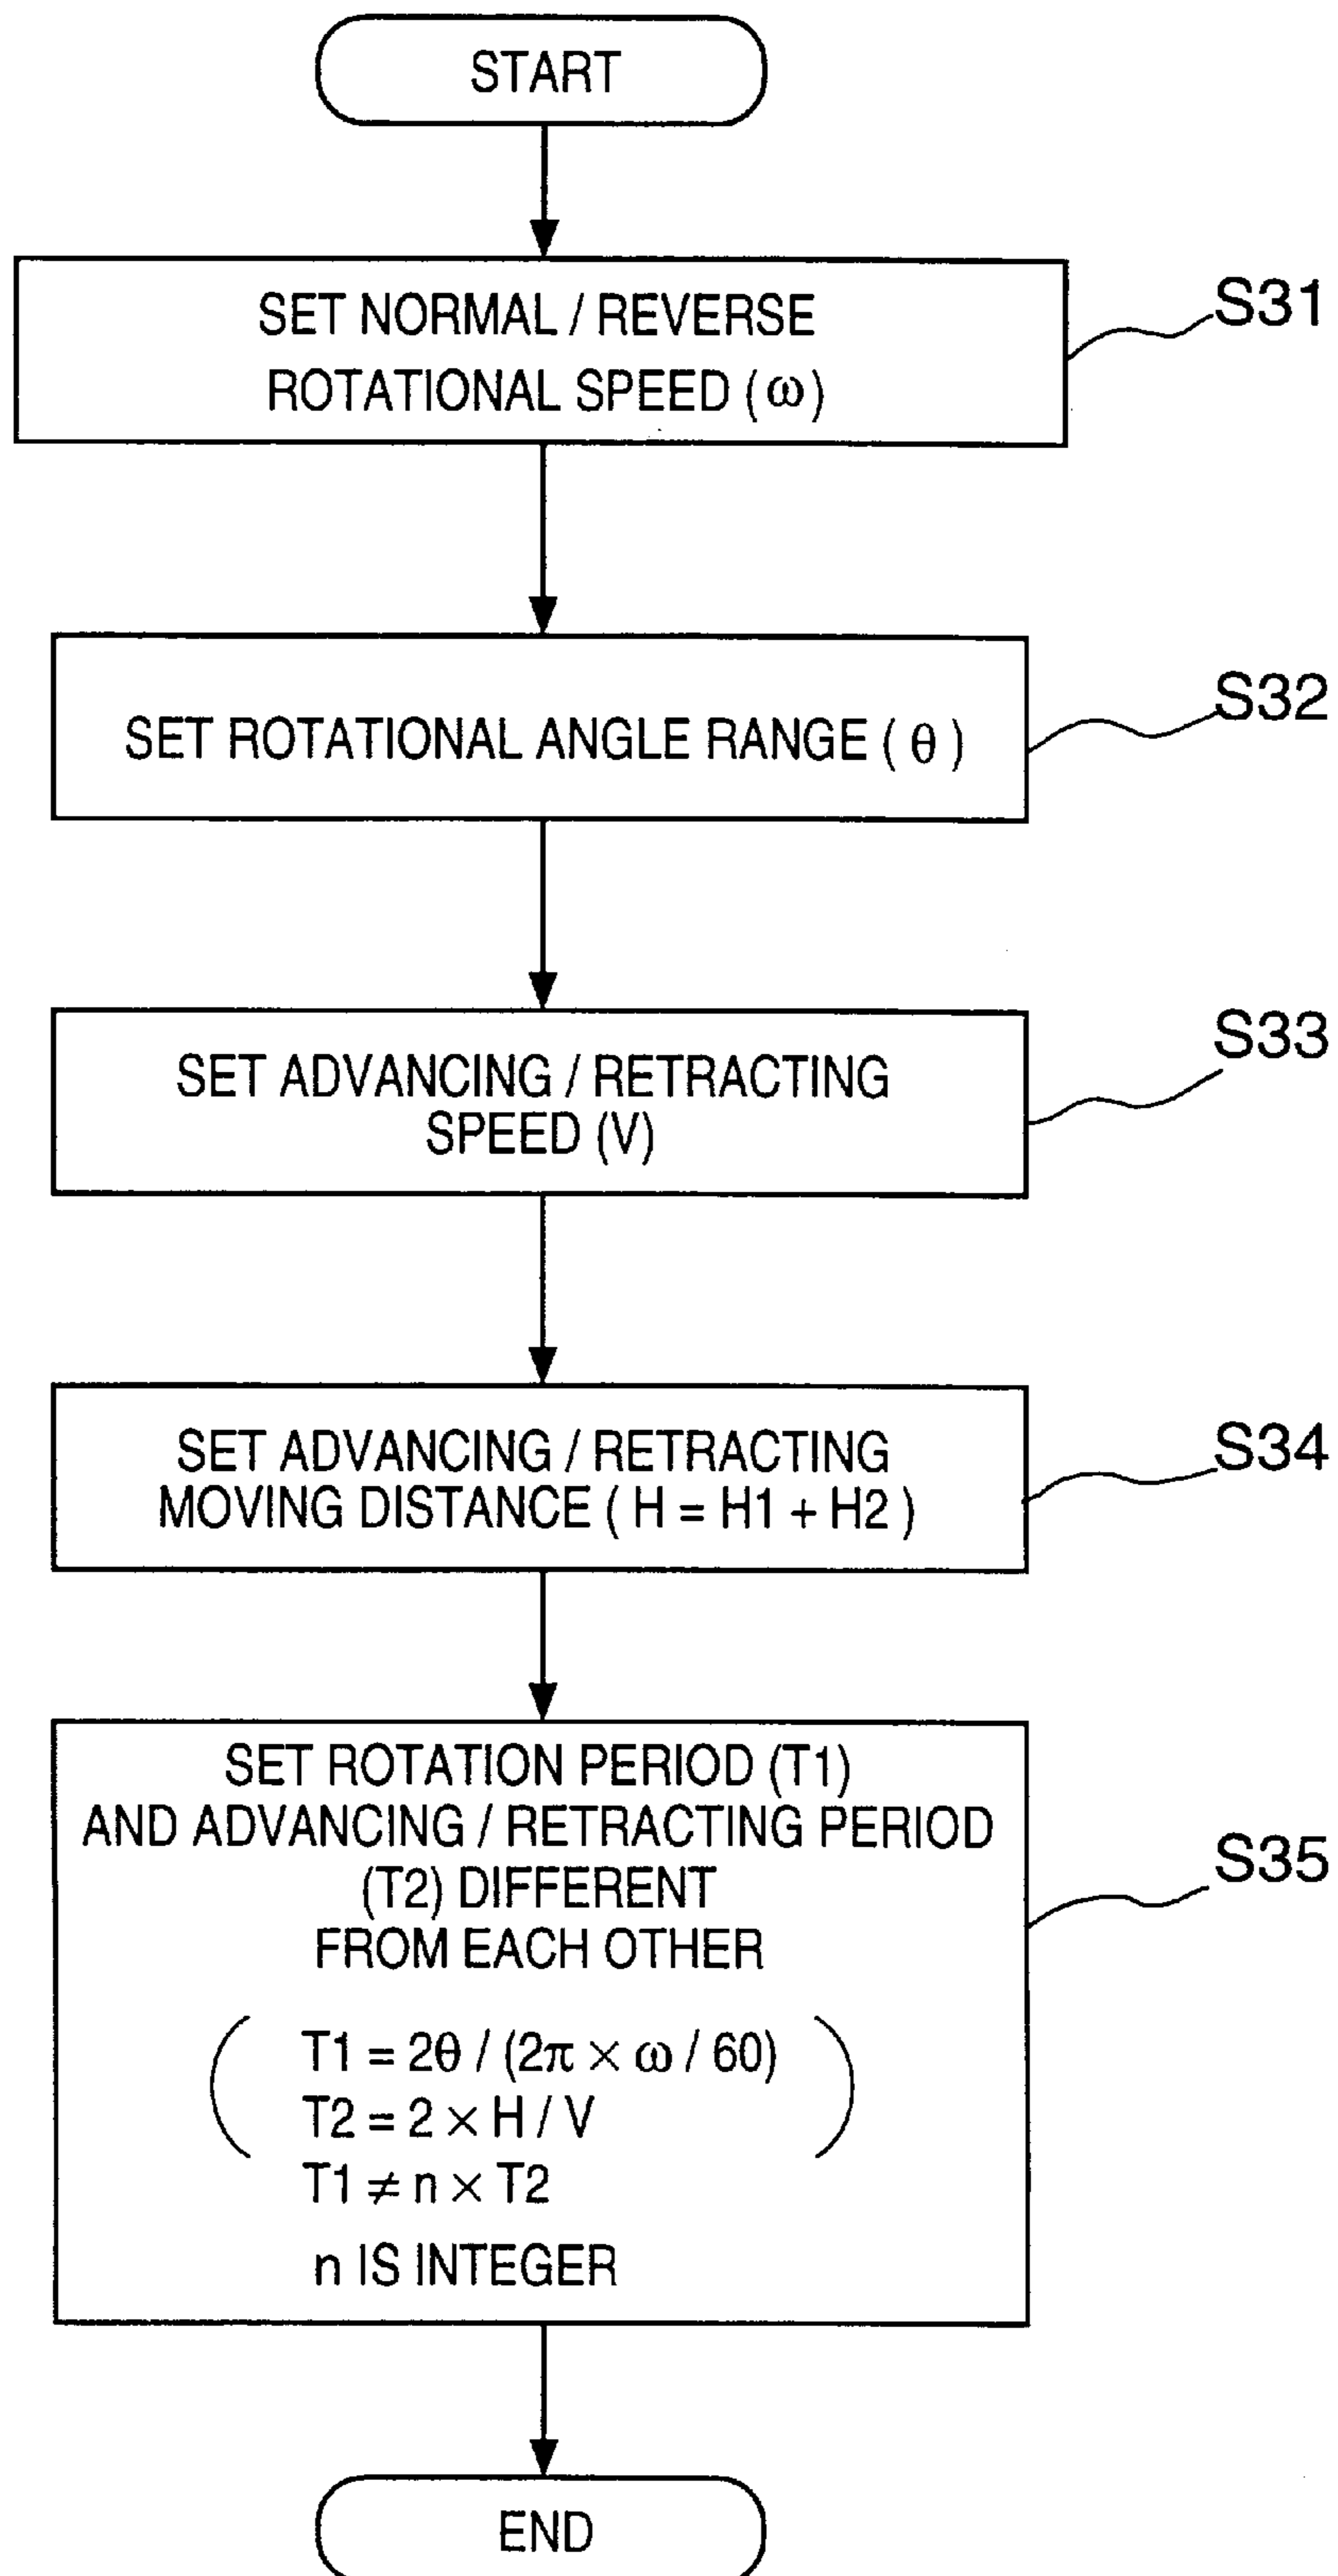 START
SET NORMAL / REVERSE
ROTATIONAL SPEED (ω)
S31
SET ROTATIONAL ANGLE RANGE ( θ )
S32
SET ADVANCING / RETRACTING
SPEED (V)
S33
SET ADVANCING / RETRACTING
MOVING DISTANCE ( H = H1 + H2 )
S34
SET ROTATION PERIOD (T1)
AND ADVANCING / RETRACTING PERIOD
(T2) DIFFERENT
FROM EACH OTHER
S35
( T1 = 2θ / (2π × ω / 60)
T2 = 2 × H / V )
T1 ≠ n × T2
n IS INTEGER
END